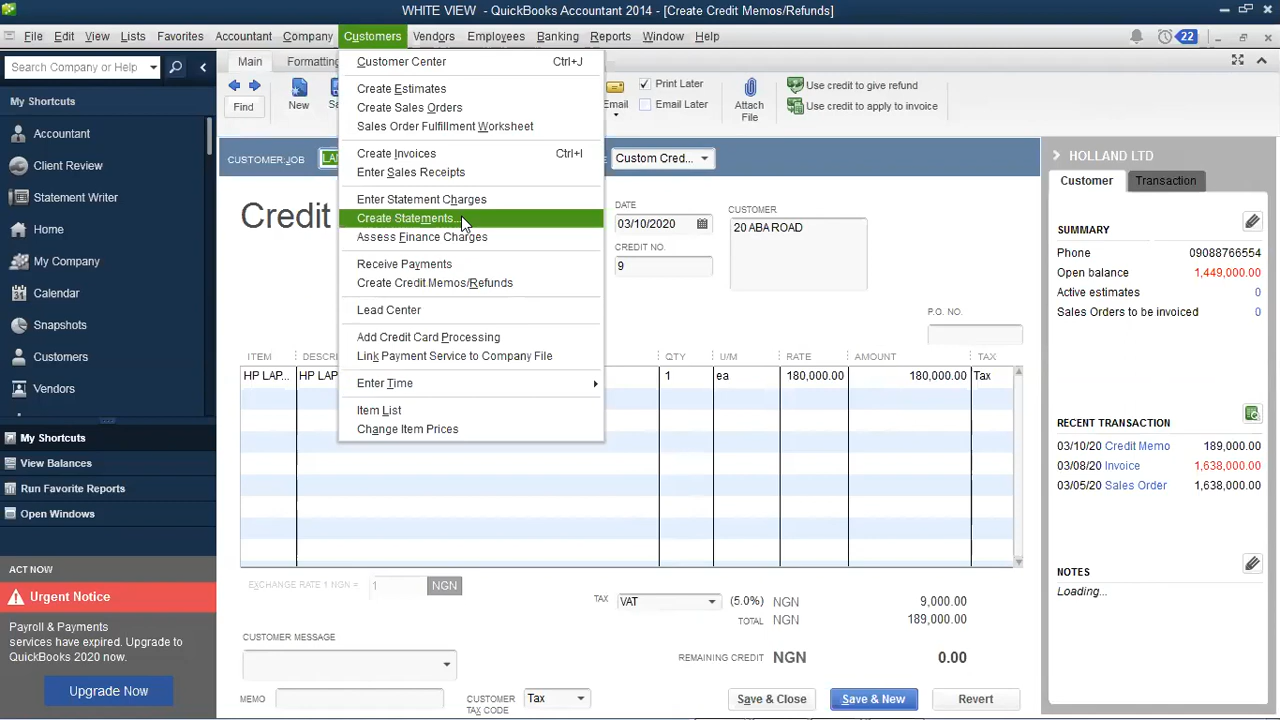 WHITE VIEW - QuickBooks Accountant 2014 - [Create Credit Memos/Refunds]
File Edit View Lists Favorites Accountant Company Customers Vendors Employees Banking Reports Window Help
22
Search Company or Help
My Shortcuts
Accountant
Client Review
Statement Writer
Home
My Company
Calendar
Snapshots
Customers
Vendors
My Shortcuts
View Balances
Run Favorite Reports
Open Windows
ACT NOW
Urgent Notice
Payroll & Payments
services have expired. Upgrade to
QuickBooks 2020 now.
Upgrade Now
Main Formatting
Find
New
Customer Center Ctrl+J
Create Estimates
Create Sales Orders
Sales Order Fulfillment Worksheet
Create Invoices Ctrl+I
Enter Sales Receipts
Enter Statement Charges
Create Statements...
Assess Finance Charges
Receive Payments
Create Credit Memos/Refunds
Lead Center
Add Credit Card Processing
Link Payment Service to Company File
Enter Time
Item List
Change Item Prices
Email
Print Later
Email Later
Attach
File
Use credit to give refund
Use credit to apply to invoice
CUSTOMER:JOB
Custom Cred...
Credit
DATE
03/10/2020
CREDIT NO.
9
CUSTOMER
20 ABA ROAD
P.O. NO.
ITEM QTY U/M RATE AMOUNT TAX
HP LAP... HP LAP 1 ea 180,000.00 180,000.00 Tax
EXCHANGE RATE 1 NGN = 1 NGN
TAX VAT (5.0%) NGN 9,000.00
TOTAL NGN 189,000.00
CUSTOMER MESSAGE
REMAINING CREDIT NGN 0.00
MEMO
CUSTOMER
TAX CODE
Tax
Save & Close
Save & New
Revert
HOLLAND LTD
Customer Transaction
SUMMARY
Phone 09088766554
Open balance 1,449,000.00
Active estimates 0
Sales Orders to be invoiced 0
RECENT TRANSACTION
03/10/20 Credit Memo 189,000.00
03/08/20 Invoice 1,638,000.00
03/05/20 Sales Order 1,638,000.00
NOTES
Loading...